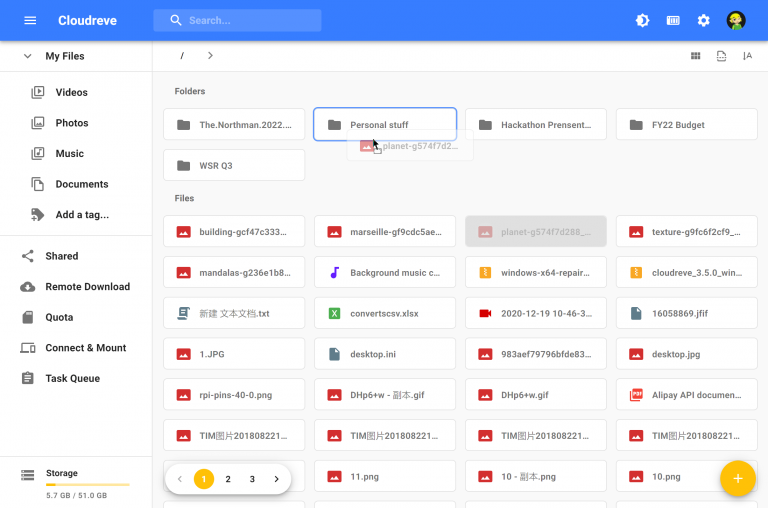 Cloudreve
Search...
My Files
/
Videos
Photos
Music
Documents
Add a tag...
Shared
Remote Download
Quota
Connect & Mount
Task Queue
Storage
5.7 GB / 51.0 GB
Folders
The.Northman.2022....
Personal stuff
Hackathon Prensent...
FY22 Budget
planet-g574f7d2...
WSR Q3
Files
building-gcf47c333...
marseille-gf9cdc5ae...
planet-g574f7d288_...
texture-g9fc6f2cf9_...
mandalas-g236e1b8...
Background music c...
windows-x64-repair...
cloudreve_3.5.0_win...
新建 文本文档.txt
convertscsv.xlsx
2020-12-19 10-46-3...
16058869.jfif
1.JPG
desktop.ini
983aef79796bfde83...
desktop.jpg
rpi-pins-40-0.png
DHp6+w - 副本.gif
DHp6+w.gif
Alipay API documen...
TIM图片201808221...
TIM图片201808221...
TIM图片201808221...
TIM图片201808221...
1 2 3
11.png
10 - 副本.png
10.png